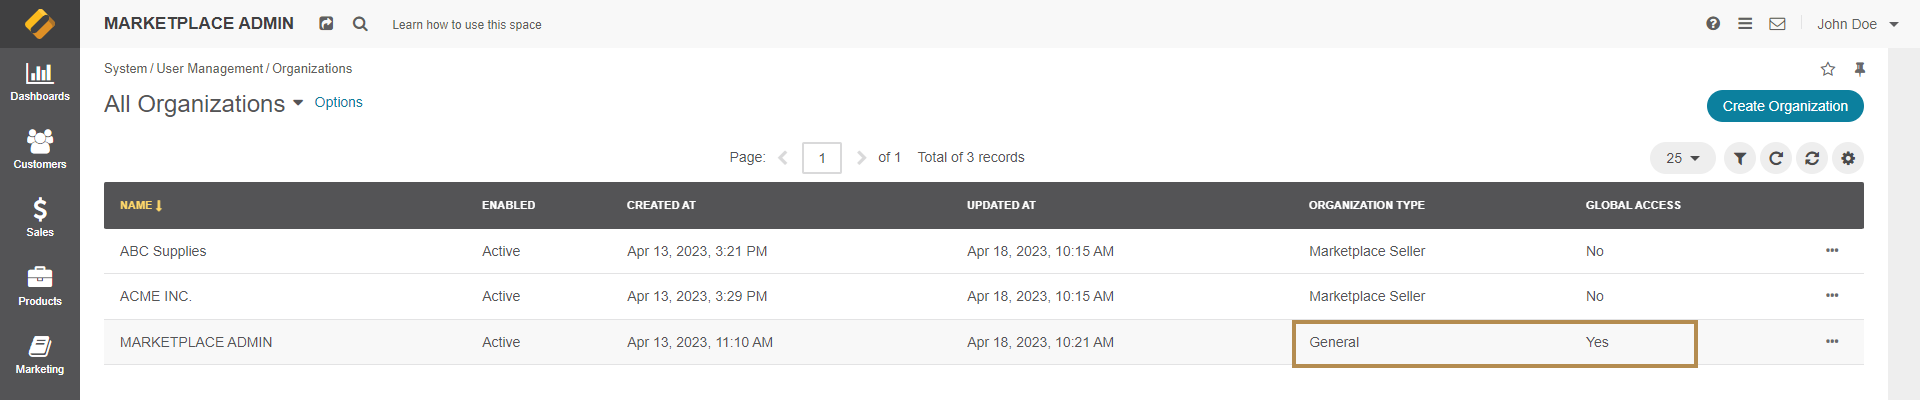 MARKETPLACE ADMIN Learn how to use this space John Doe
Dashboards
Customers
Sales
Products
Marketing
System / User Management / Organizations
All Organizations Options
Create Organization
Page: 1 of 1 Total of 3 records 25
NAME ENABLED CREATED AT UPDATED AT ORGANIZATION TYPE GLOBAL ACCESS
ABC Supplies Active Apr 13, 2023, 3:21 PM Apr 18, 2023, 10:15 AM Marketplace Seller No
ACME INC. Active Apr 13, 2023, 3:29 PM Apr 18, 2023, 10:15 AM Marketplace Seller No
MARKETPLACE ADMIN Active Apr 13, 2023, 11:10 AM Apr 18, 2023, 10:21 AM General Yes